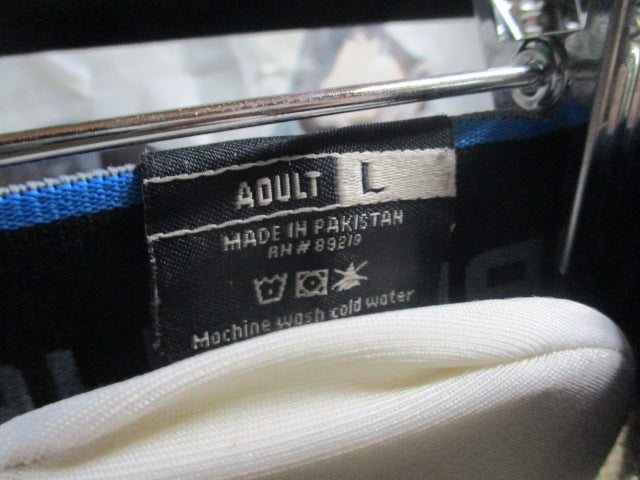 ADULT L
MADE IN PAKISTAN
RN# 89219
Machine wash cold water